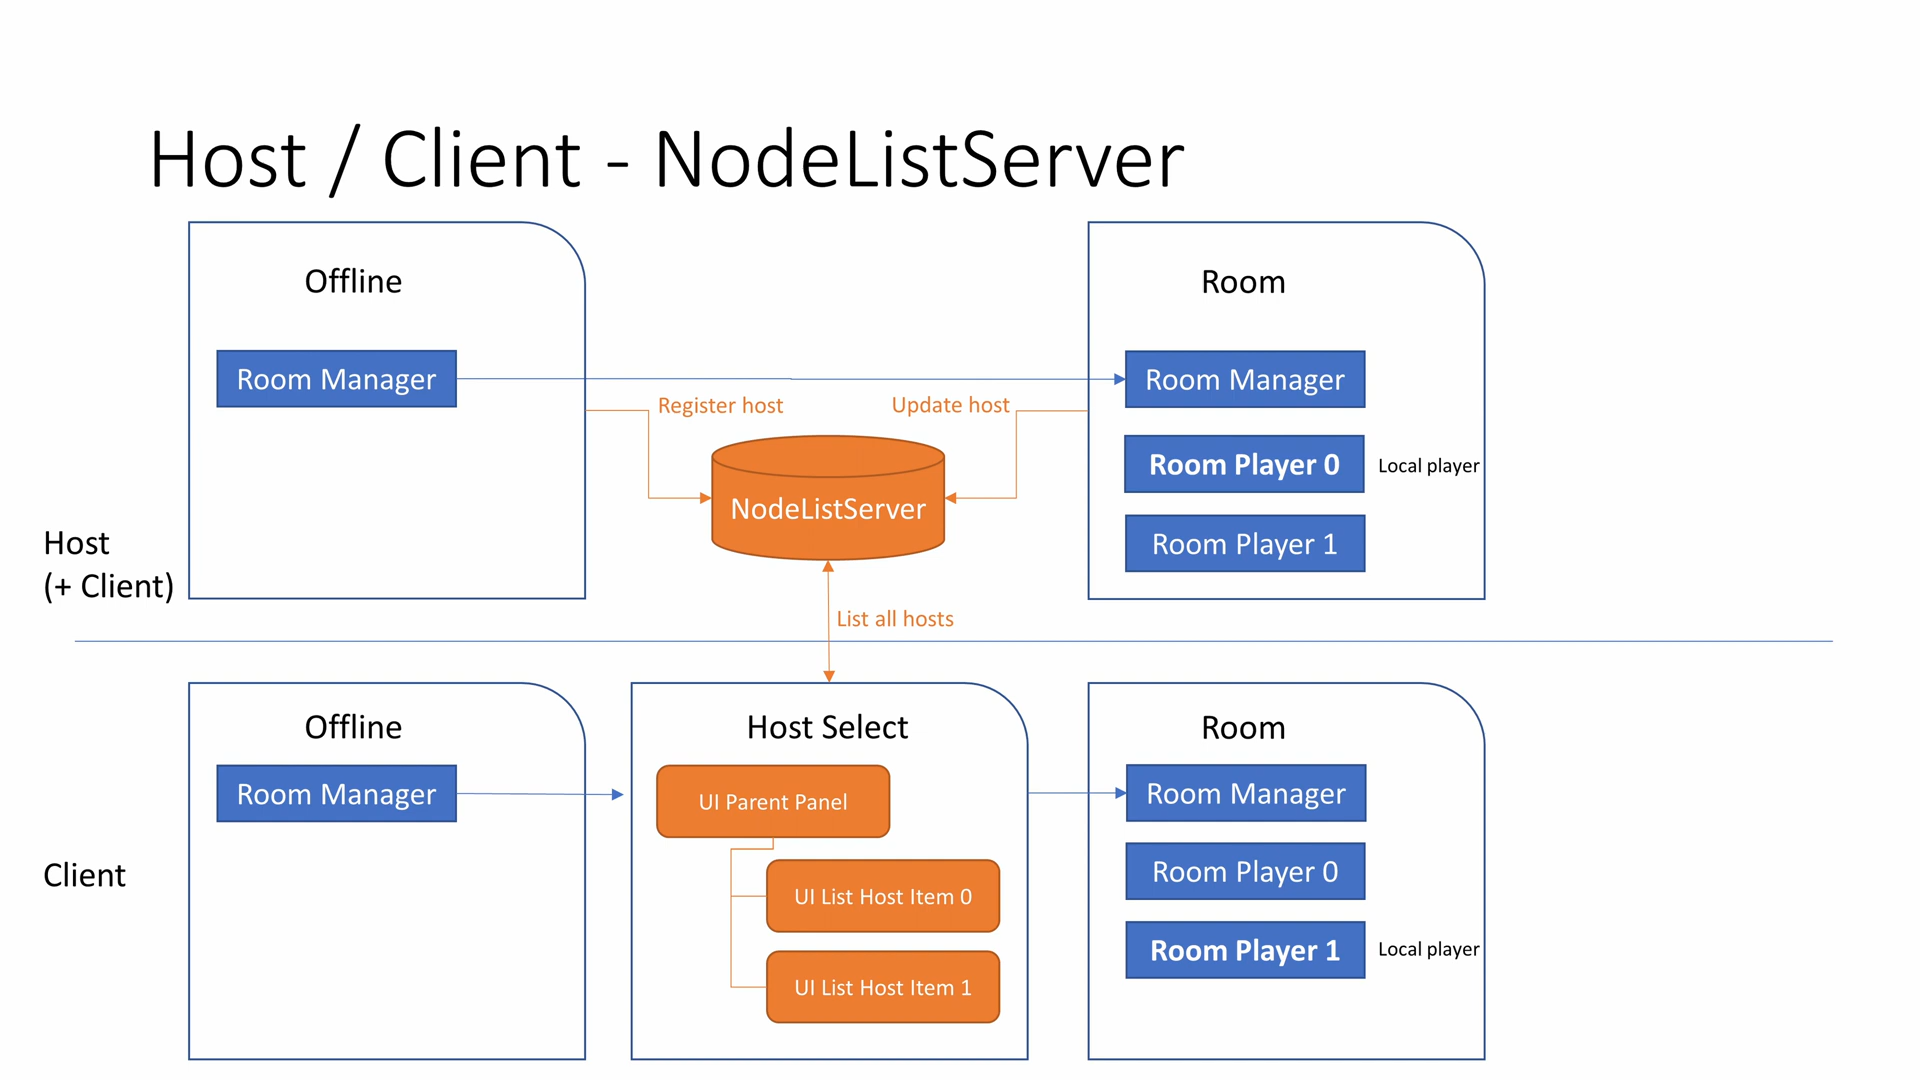 Host / Client - NodeListServer
Offline
Room
Room Manager
Room Manager
Register host
Update host
Room Player 0
Local player
NodeListServer
Host
(+ Client)
Room Player 1
List all hosts
Offline
Host Select
Room
Room Manager
UI Parent Panel
Room Manager
Client
UI List Host Item 0
Room Player 0
Room Player 1
Local player
UI List Host Item 1